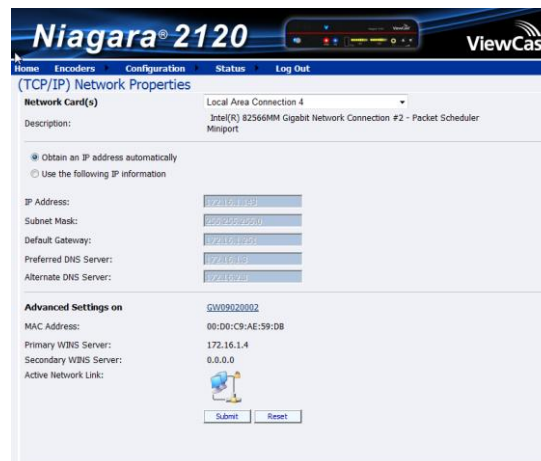 Niagara® 2120
ViewCas
Home Encoders Configuration Status Log Out
(TCP/IP) Network Properties
Network Card(s) Local Area Connection 4
Description: Intel(R) 82566MM Gigabit Network Connection #2 - Packet Scheduler
Miniport
Obtain an IP address automatically
Use the following IP information
IP Address:
Subnet Mask: 255.255.255.0
Default Gateway:
Preferred DNS Server:
Alternate DNS Server:
Advanced Settings on GW09020002
MAC Address: 00:D0:C9:AE:59:DB
Primary WINS Server: 172.16.1.4
Secondary WINS Server: 0.0.0.0
Active Network Link:
Submit Reset